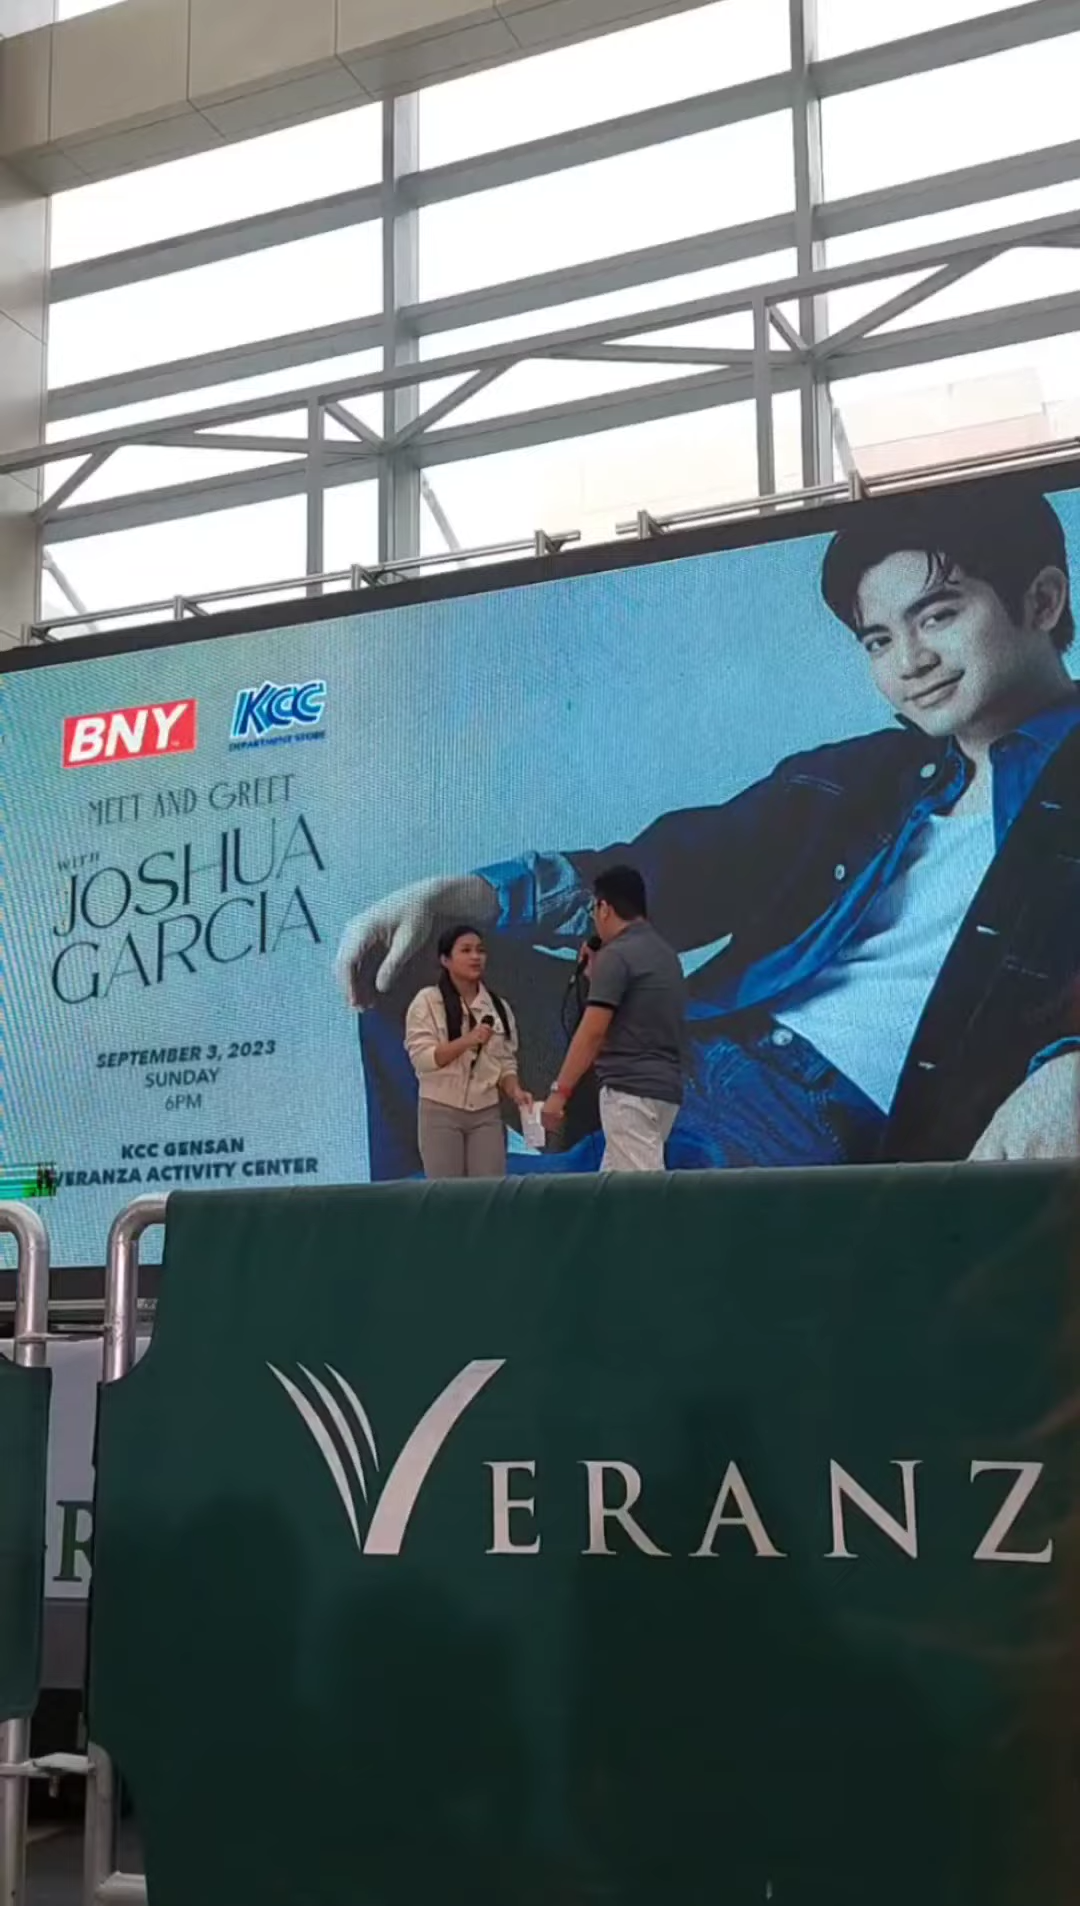 BNY
KCC
DEPARTMENT STORE
MEET AND GREET
WITH
JOSHUA
GARCIA
SEPTEMBER 3, 2023
SUNDAY
6PM
KCC GENSAN
VERANZA ACTIVITY CENTER
VERANZ
R